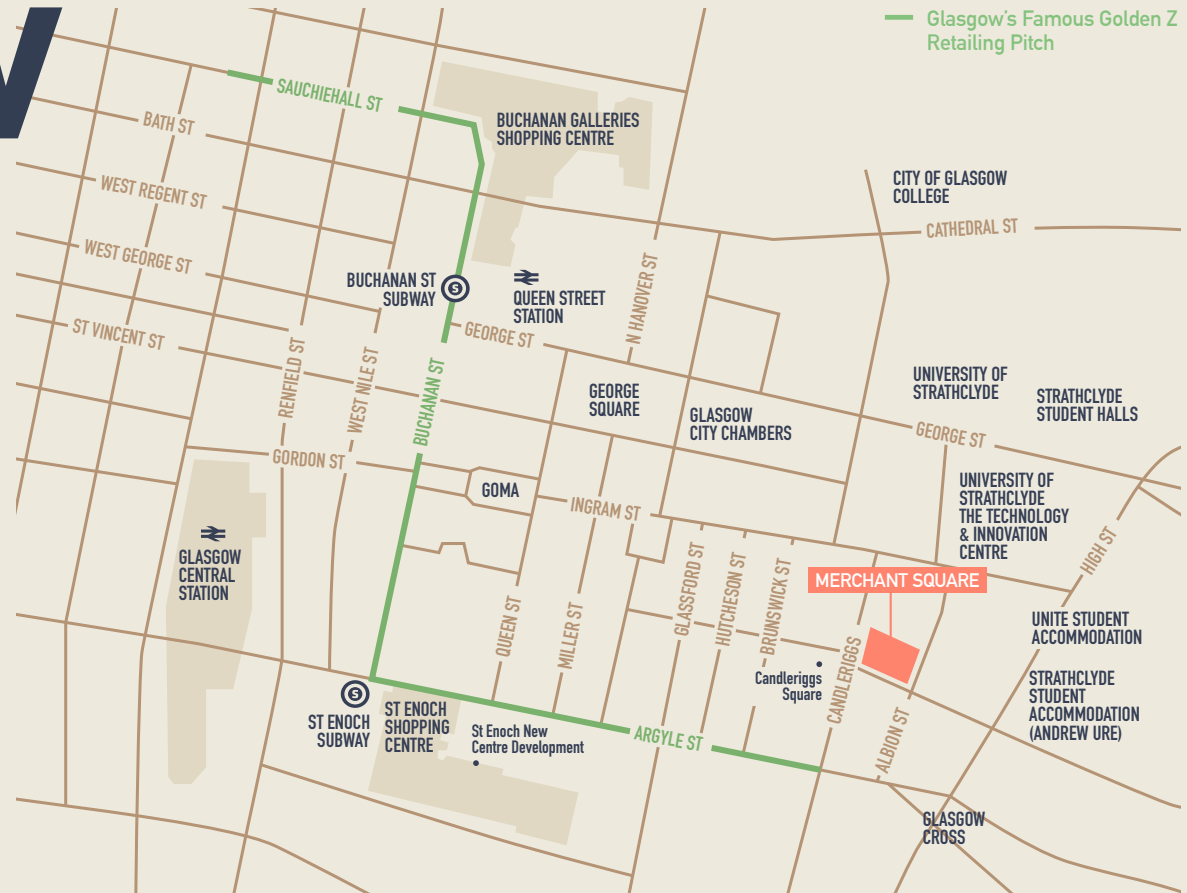 Glasgow's Famous Golden Z
Retailing Pitch
SAUCHIEHALL ST
BATH ST
BUCHANAN GALLERIES
SHOPPING CENTRE
WEST REGENT ST
CITY OF GLASGOW
COLLEGE
CATHEDRAL ST
WEST GEORGE ST
BUCHANAN ST
SUBWAY
S
QUEEN STREET
STATION
N HANOVER ST
ST VINCENT ST
GEORGE ST
RENFIELD ST
WEST NILE ST
BUCHANAN ST
GEORGE
SQUARE
GLASGOW
CITY CHAMBERS
UNIVERSITY OF
STRATHCLYDE
STRATHCLYDE
STUDENT HALLS
GEORGE ST
GORDON ST
GOMA
INGRAM ST
UNIVERSITY OF
STRATHCLYDE
THE TECHNOLOGY
& INNOVATION
CENTRE
HIGH ST
GLASGOW
CENTRAL
STATION
MERCHANT SQUARE
QUEEN ST
MILLER ST
GLASSFORD ST
HUTCHESON ST
BRUNSWICK ST
CANDLERIGGS
ALBION ST
UNITE STUDENT
ACCOMMODATION
Candleriggs
Square
STRATHCLYDE
STUDENT
ACCOMMODATION
(ANDREW URE)
S
ST ENOCH
SUBWAY
ST ENOCH
SHOPPING
CENTRE
St Enoch New
Centre Development
ARGYLE ST
GLASGOW
CROSS